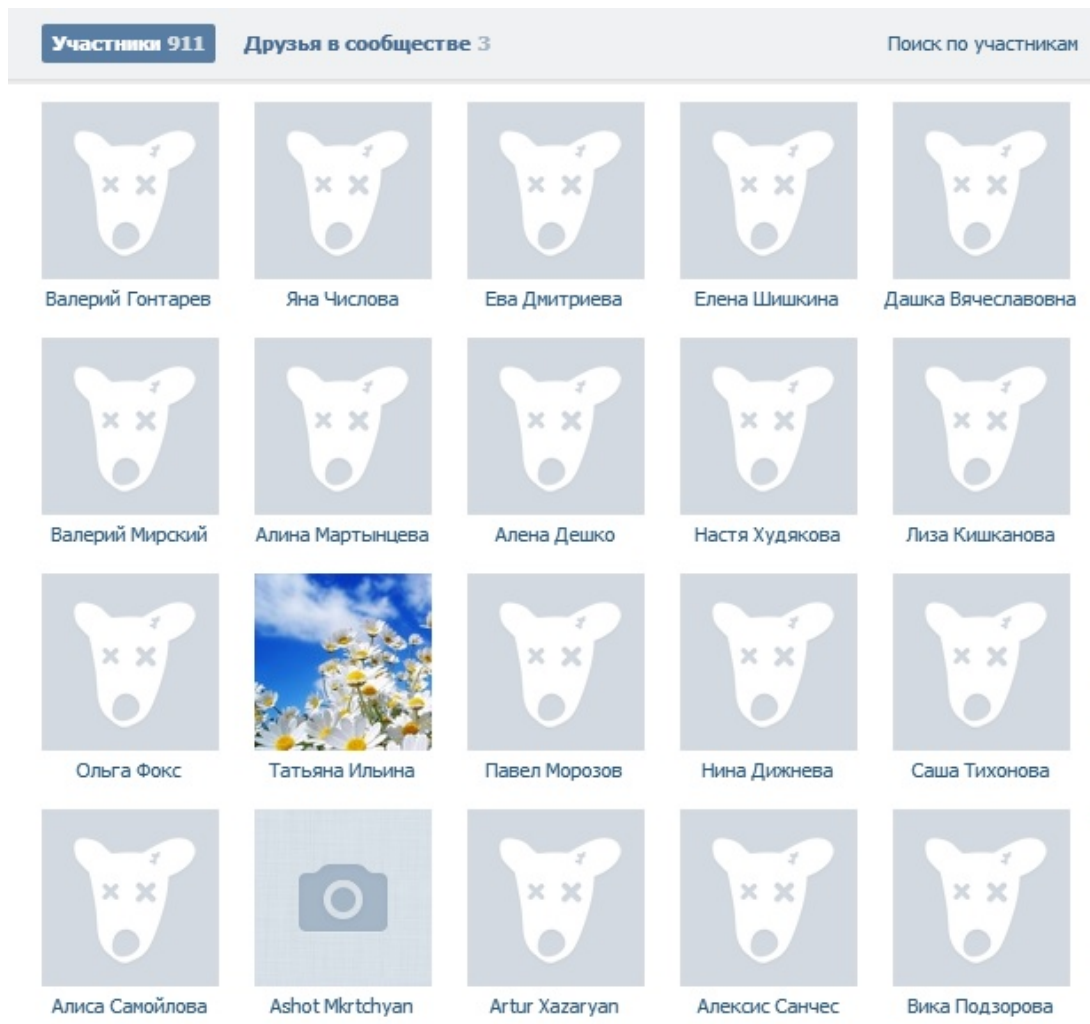 Участники 911 Друзья в сообществе 3 Поиск по участникам
Валерий Гонтарев Яна Числова Ева Дмитриева Елена Шишкина Дашка Вячеславовна
Валерий Мирский Алина Мартынцева Алена Дешко Настя Худякова Лиза Кишканова
Ольга Фокс Татьяна Ильина Павел Морозов Нина Дижнева Саша Тихонова
Алиса Самойлова Ashot Mkrtchyan Artur Xazaryan Алексис Санчес Вика Подзорова